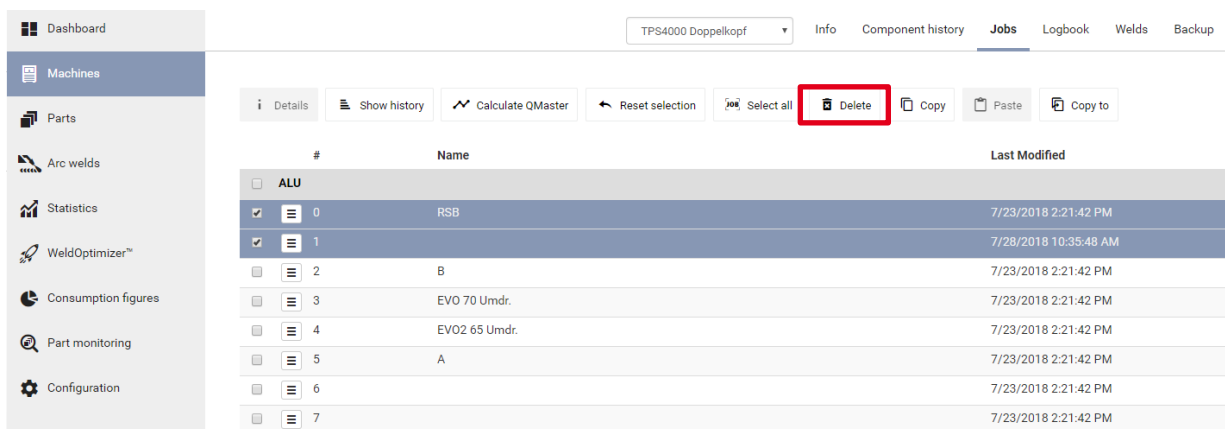 Dashboard
TPS4000 Doppelkopf Info Component history Jobs Logbook Welds Backup
Machines
i Details Show history Calculate QMaster Reset selection JOB Select all Delete Copy Paste Copy to
Parts
# Name Last Modified
Arc welds
ALU
Statistics
0 RSB 7/23/2018 2:21:42 PM
1 7/28/2018 10:35:48 AM
WeldOptimizer™
2 B 7/23/2018 2:21:42 PM
Consumption figures
3 EVO 70 Umdr. 7/23/2018 2:21:42 PM
4 EVO2 65 Umdr. 7/23/2018 2:21:42 PM
Part monitoring
5 A 7/23/2018 2:21:42 PM
Configuration
6 7/23/2018 2:21:42 PM
7 7/23/2018 2:21:42 PM